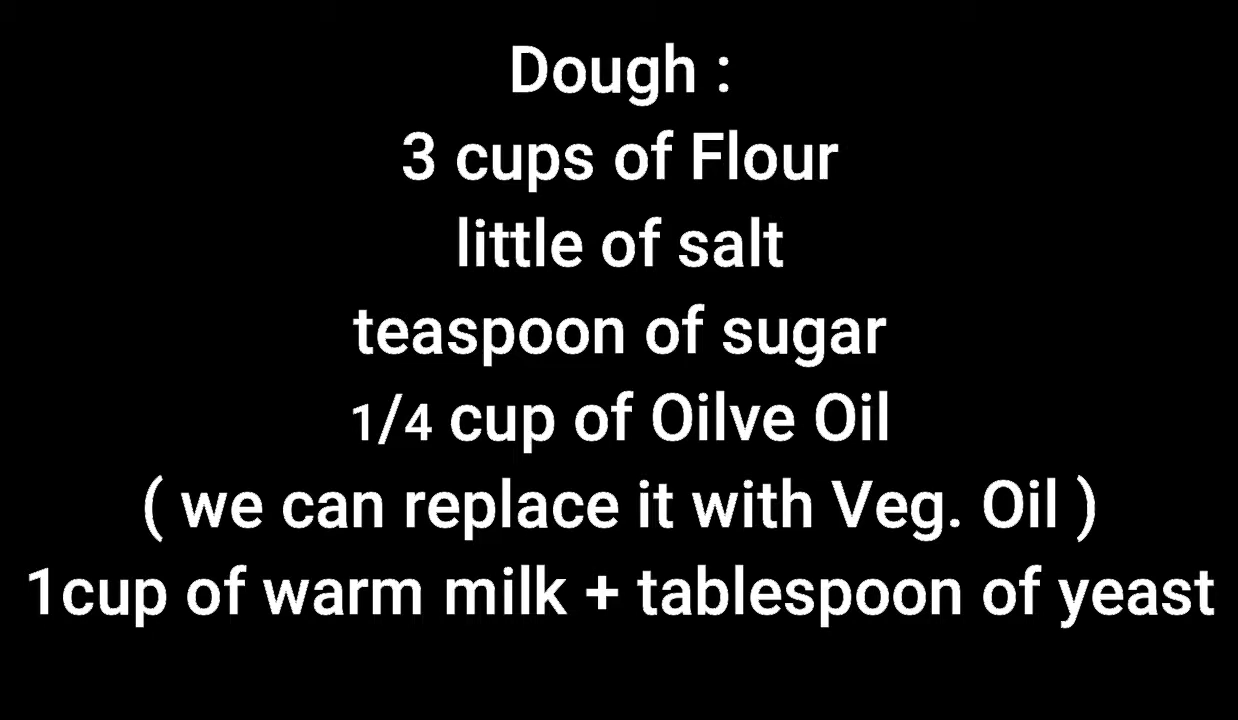 Dough :
3 cups of Flour
little of salt
teaspoon of sugar
1/4 cup of Oilve Oil
( we can replace it with Veg. Oil )
1cup of warm milk + tablespoon of yeast